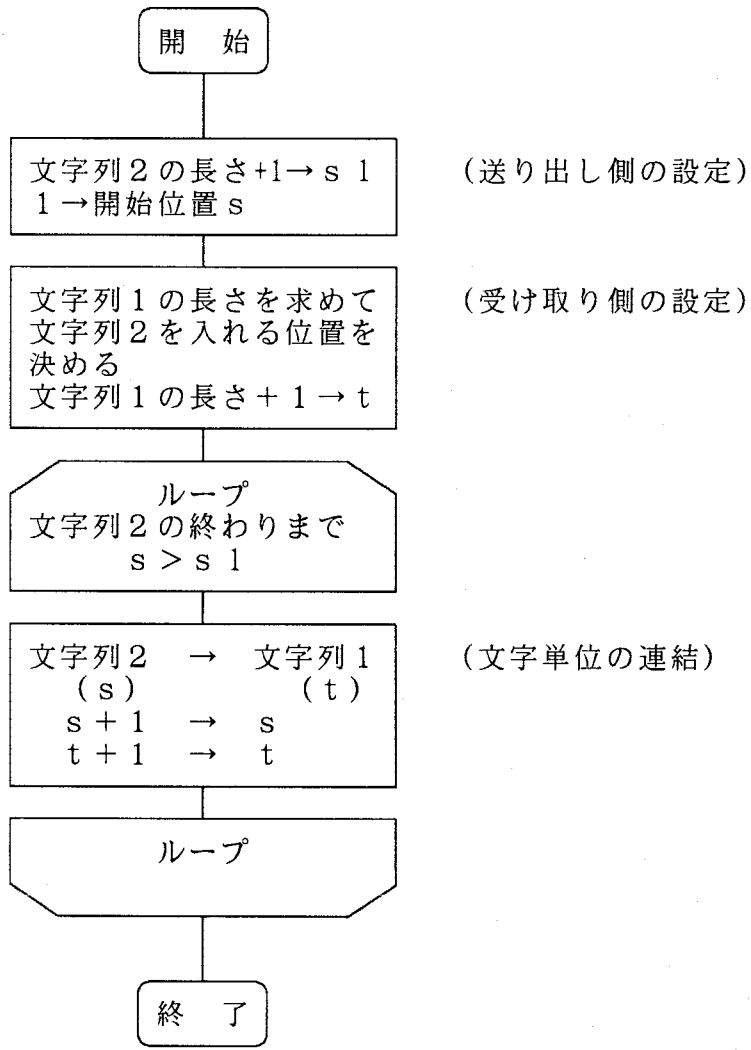 開 始
文字列2の長さ+1→s1
1→開始位置s
(送り出し側の設定)
文字列1の長さを求めて
文字列2を入れる位置を
決める
文字列1の長さ+1→t
(受け取り側の設定)
ループ
文字列2の終わりまで
s>s1
文字列2 → 文字列1
(s) (t)
s+1 → s
t+1 → t
(文字単位の連結)
ループ
終 了